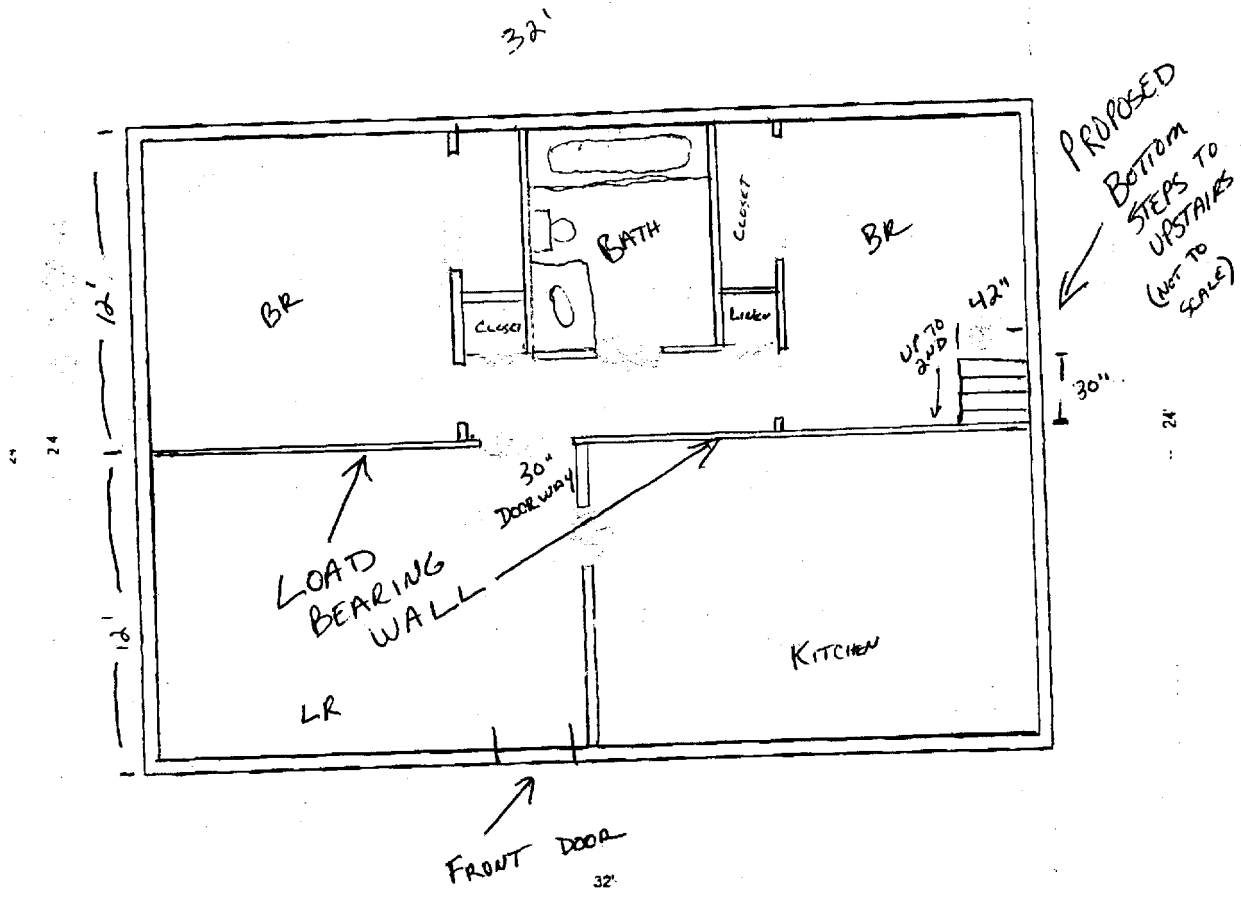 32'
PROPOSED
BOTTOM
STEPS TO
UPSTAIRS
(NOT TO
SCALE)
BR
BATH
CLOSET
BR
12'
CLOSET
LINEN
42"
UP TO
2ND
30"
24
24
24'
30"
DOORWAY
LOAD
BEARING
WALL
12'
KITCHEN
LR
FRONT DOOR
32'